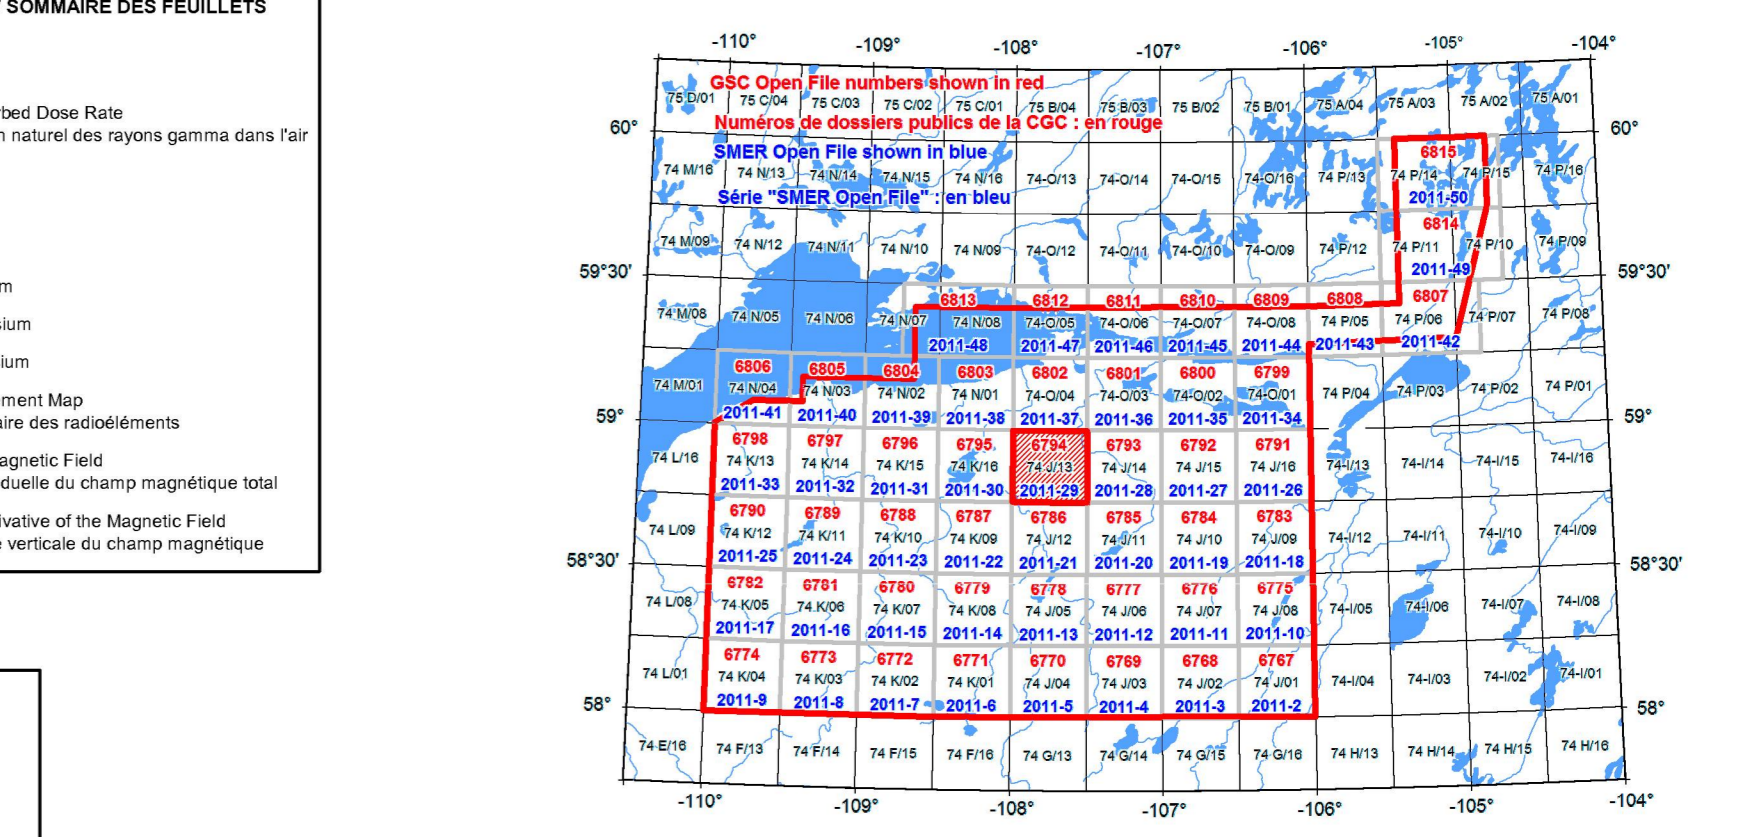 SOMMAIRE DES FEUILLETS
bed Dose Rate
n naturel des rayons gamma dans l'air
m
sium
ium
ment Map
aire des radioéléments
agnetic Field
duelle du champ magnétique total
ivative of the Magnetic Field
e verticale du champ magnétique
-110° -109° -108° -107° -106° -105° -104°
GSC Open File numbers shown in red
75 D/01 75 C/04 75 C/03 75 C/02 75 C/01 75 B/04 75 B/03 75 B/02 75 B/01 75 A/04 75 A/03 75 A/02 75 A/01
Numéros de dossiers publics de la CGC : en rouge
60° 60°
SMER Open File shown in blue
6815
74 M/16 74 N/13 74 N/14 74 N/15 74 N/16 74-O/13 74-O/14 74-O/15 74-O/16 74 P/13 74 P/14 74 P/15 74 P/16
Série "SMER Open File" : en bleu
2011-50
6814
74 M/09 74 N/12 74 N/11 74 N/10 74 N/09 74-O/12 74-O/11 74-O/10 74-O/09 74 P/12 74 P/11 74 P/10 74 P/09
2011-49
59°30' 59°30'
6813 6812 6811 6810 6809 6808 6807
74 M/08 74 N/05 74 N/06 74 N/07 74 N/08 74-O/05 74-O/06 74-O/07 74-O/08 74 P/05 74 P/06 74 P/07 74 P/08
2011-48 2011-47 2011-46 2011-45 2011-44 2011-43 2011-42
6806 6805 6804 6803 6802 6801 6800 6799
74 M/01 74 N/04 74 N/03 74 N/02 74 N/01 74-O/04 74-O/03 74-O/02 74-O/01 74 P/04 74 P/03 74 P/02 74 P/01
59° 2011-41 2011-40 2011-39 2011-38 2011-37 2011-36 2011-35 2011-34 59°
6798 6797 6796 6795 6794 6793 6792 6791
74 L/16 74 K/13 74 K/14 74 K/15 74 K/16 74 J/13 74 J/14 74 J/15 74 J/16 74-I/13 74-I/14 74-I/15 74-I/16
2011-33 2011-32 2011-31 2011-30 2011-29 2011-28 2011-27 2011-26
6790 6789 6788 6787 6786 6785 6784 6783
74 L/09 74 K/12 74 K/11 74 K/10 74 K/09 74 J/12 74 J/11 74 J/10 74 J/09 74-I/12 74-I/11 74-I/10 74-I/09
58°30' 2011-25 2011-24 2011-23 2011-22 2011-21 2011-20 2011-19 2011-18 58°30'
6782 6781 6780 6779 6778 6777 6776 6775
74 L/08 74 K/05 74 K/06 74 K/07 74 K/08 74 J/05 74 J/06 74 J/07 74 J/08 74-I/05 74-I/06 74-I/07 74-I/08
2011-17 2011-16 2011-15 2011-14 2011-13 2011-12 2011-11 2011-10
6774 6773 6772 6771 6770 6769 6768 6767
74 L/01 74 K/04 74 K/03 74 K/02 74 K/01 74 J/04 74 J/03 74 J/02 74 J/01 74-I/04 74-I/03 74-I/02 74-I/01
58° 2011-9 2011-8 2011-7 2011-6 2011-5 2011-4 2011-3 2011-2 58°
74 E/16 74 F/13 74 F/14 74 F/15 74 F/16 74 G/13 74 G/14 74 G/15 74 G/16 74 H/13 74 H/14 74 H/15 74 H/16
-110° -109° -108° -107° -106° -105° -104°